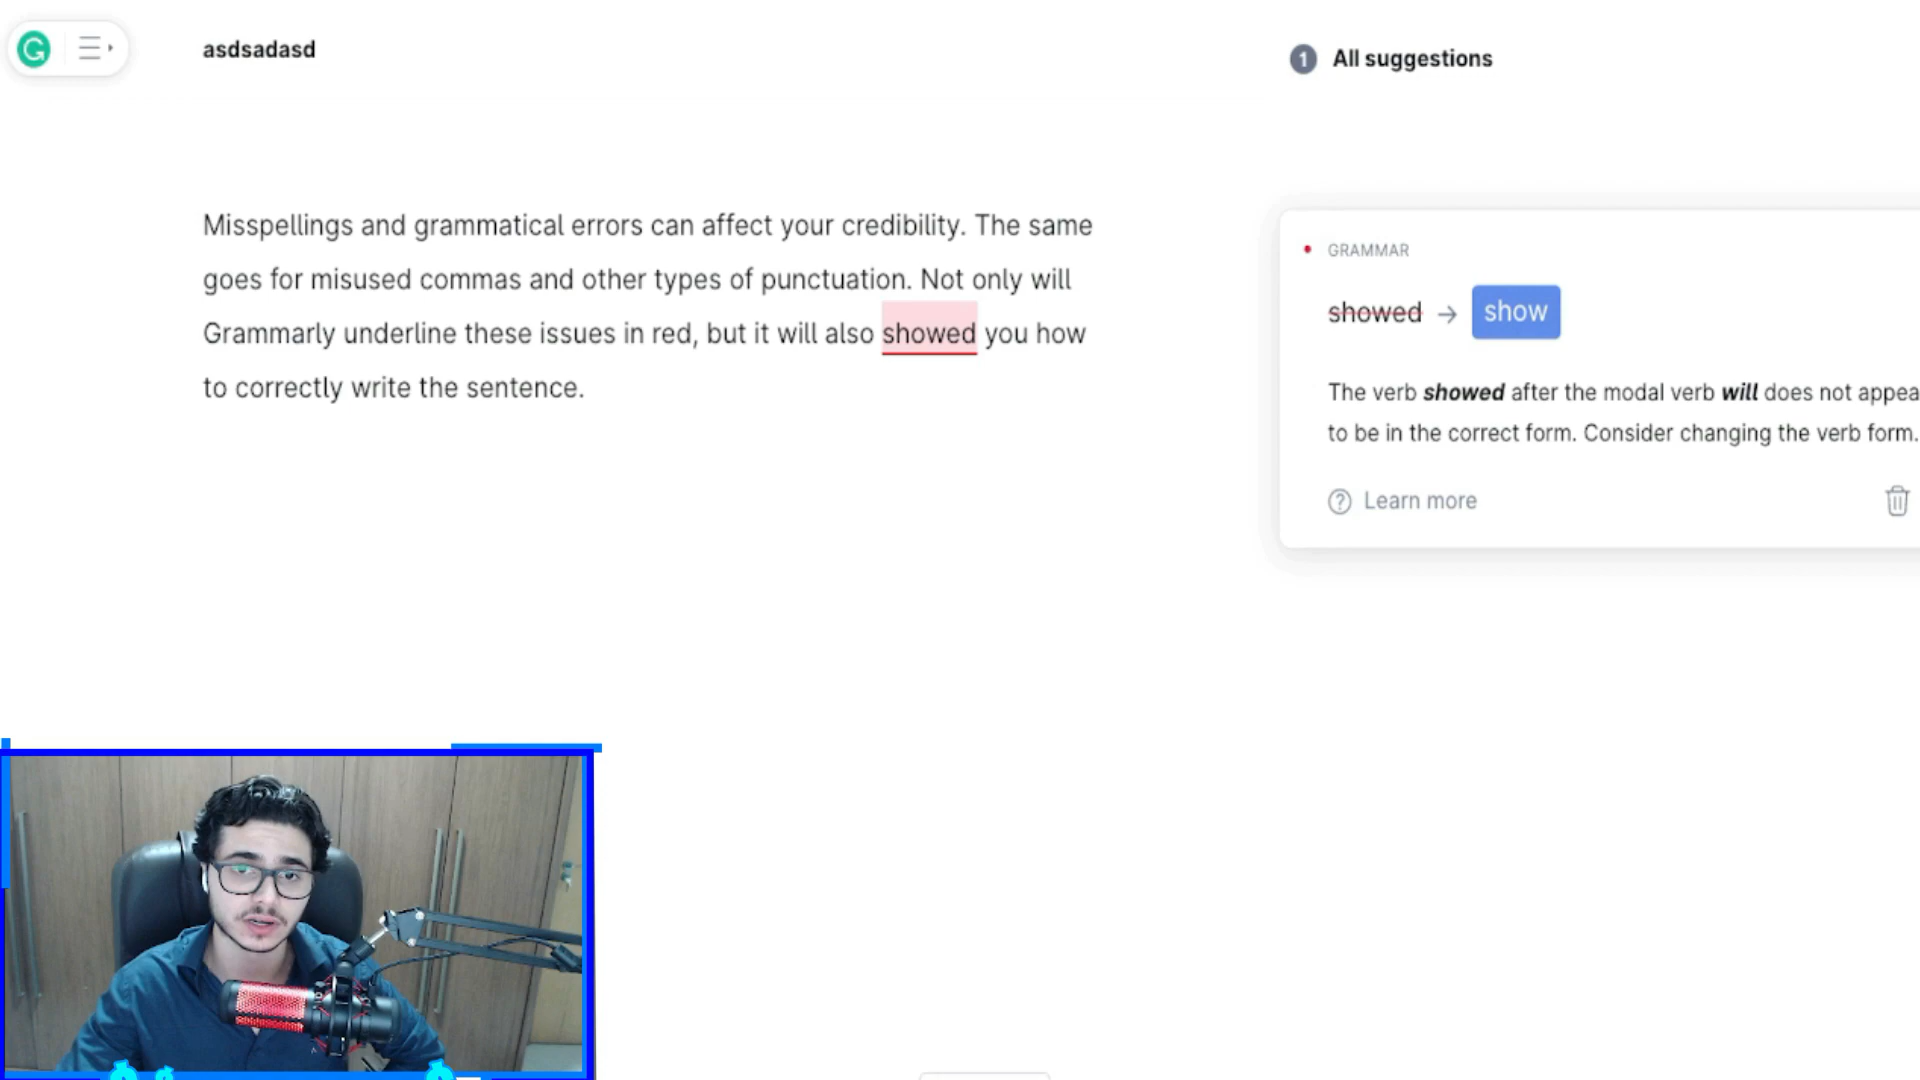 asdsadasd
1 All suggestions
Misspellings and grammatical errors can affect your credibility. The same
goes for misused commas and other types of punctuation. Not only will
Grammarly underline these issues in red, but it will also showed you how
to correctly write the sentence.
GRAMMAR
showed → show
The verb showed after the modal verb will does not appea
to be in the correct form. Consider changing the verb form.
Learn more